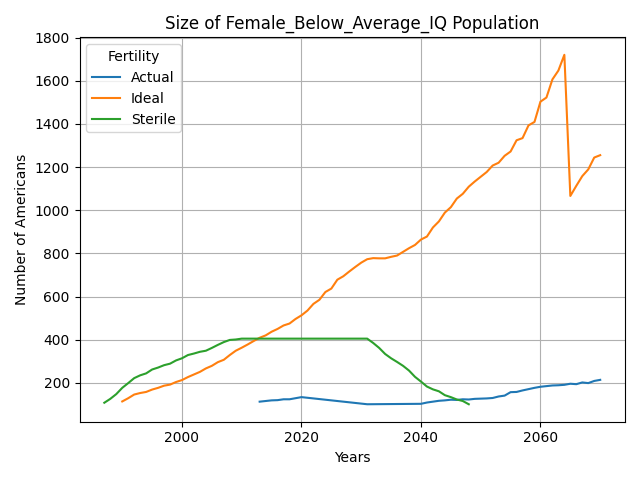 Size of Female_Below_Average_IQ Population
Number of Americans
1800
1600
1400
1200
1000
800
600
400
200
Fertility
Actual
Ideal
Sterile
2000
2020
2040
2060
Years